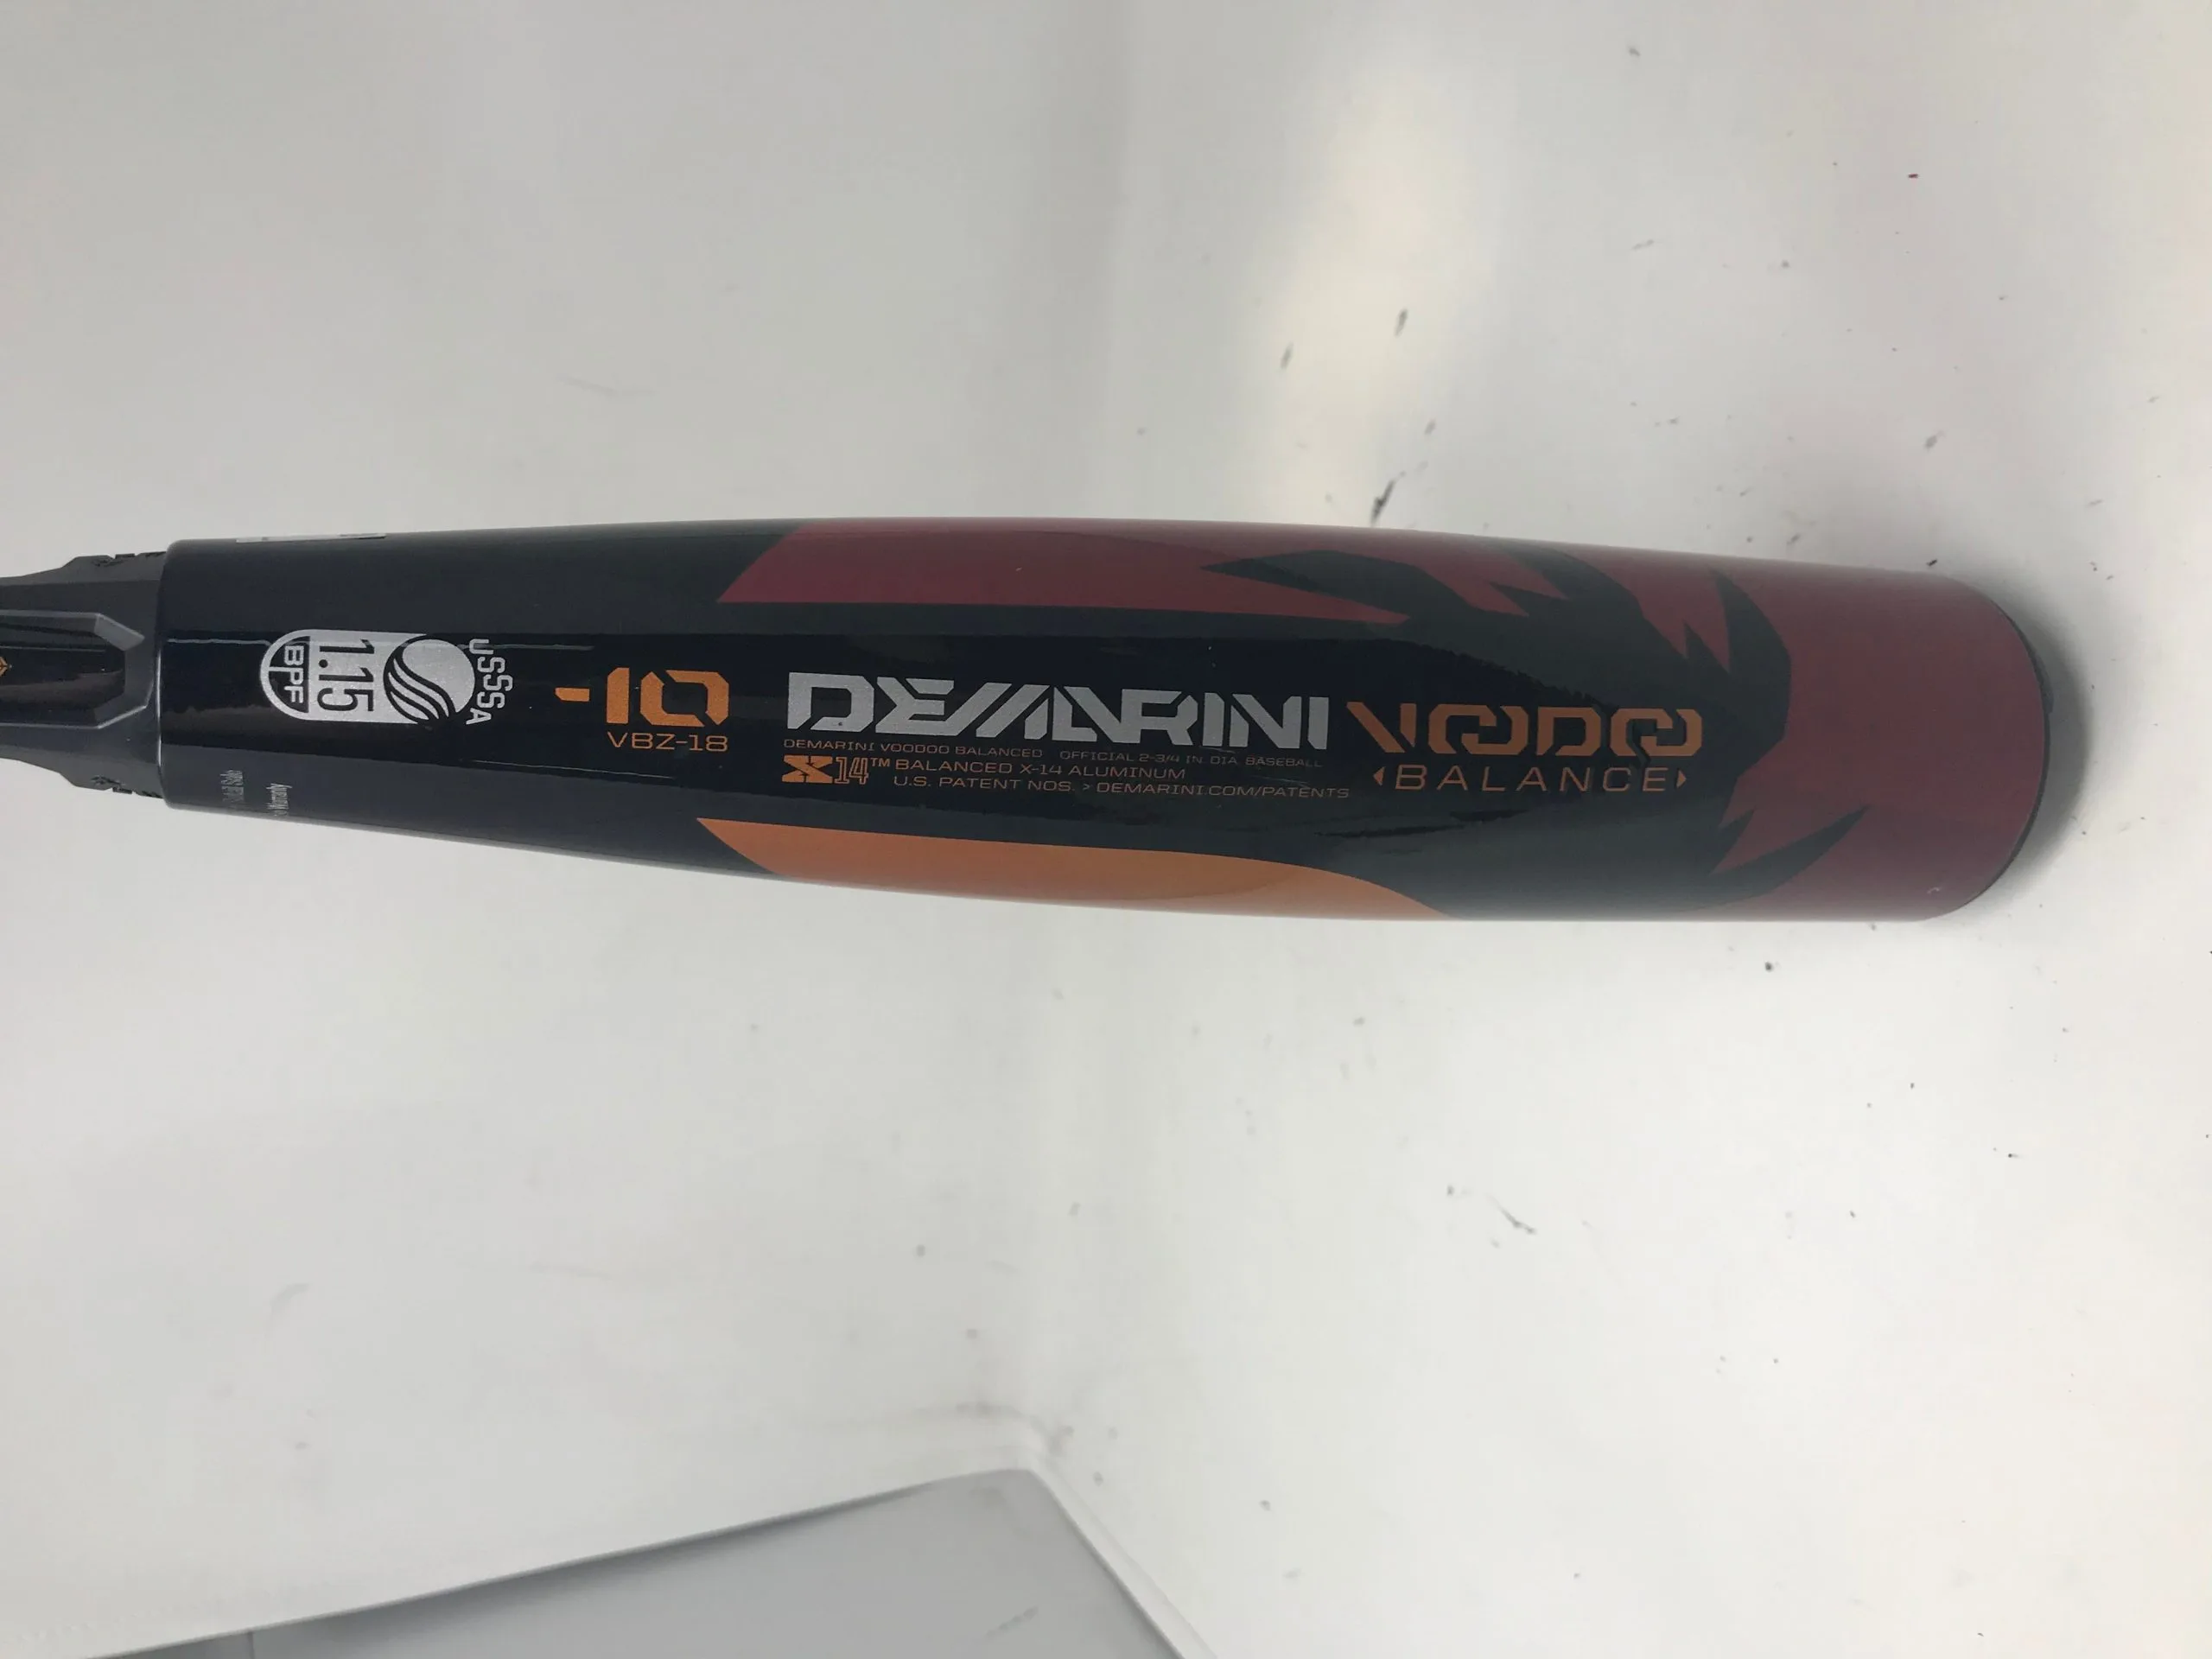 USSSA
1.15
BPF
-10
VBZ-18
DEMARINI
DEMARINI VOODOO BALANCED OFFICIAL 2-3/4 IN. DIA. BASEBALL
X14™ BALANCED X-14 ALUMINUM
U.S. PATENT NOS. > DEMARINI.COM/PATENTS
VOODOO
BALANCE
Warranty